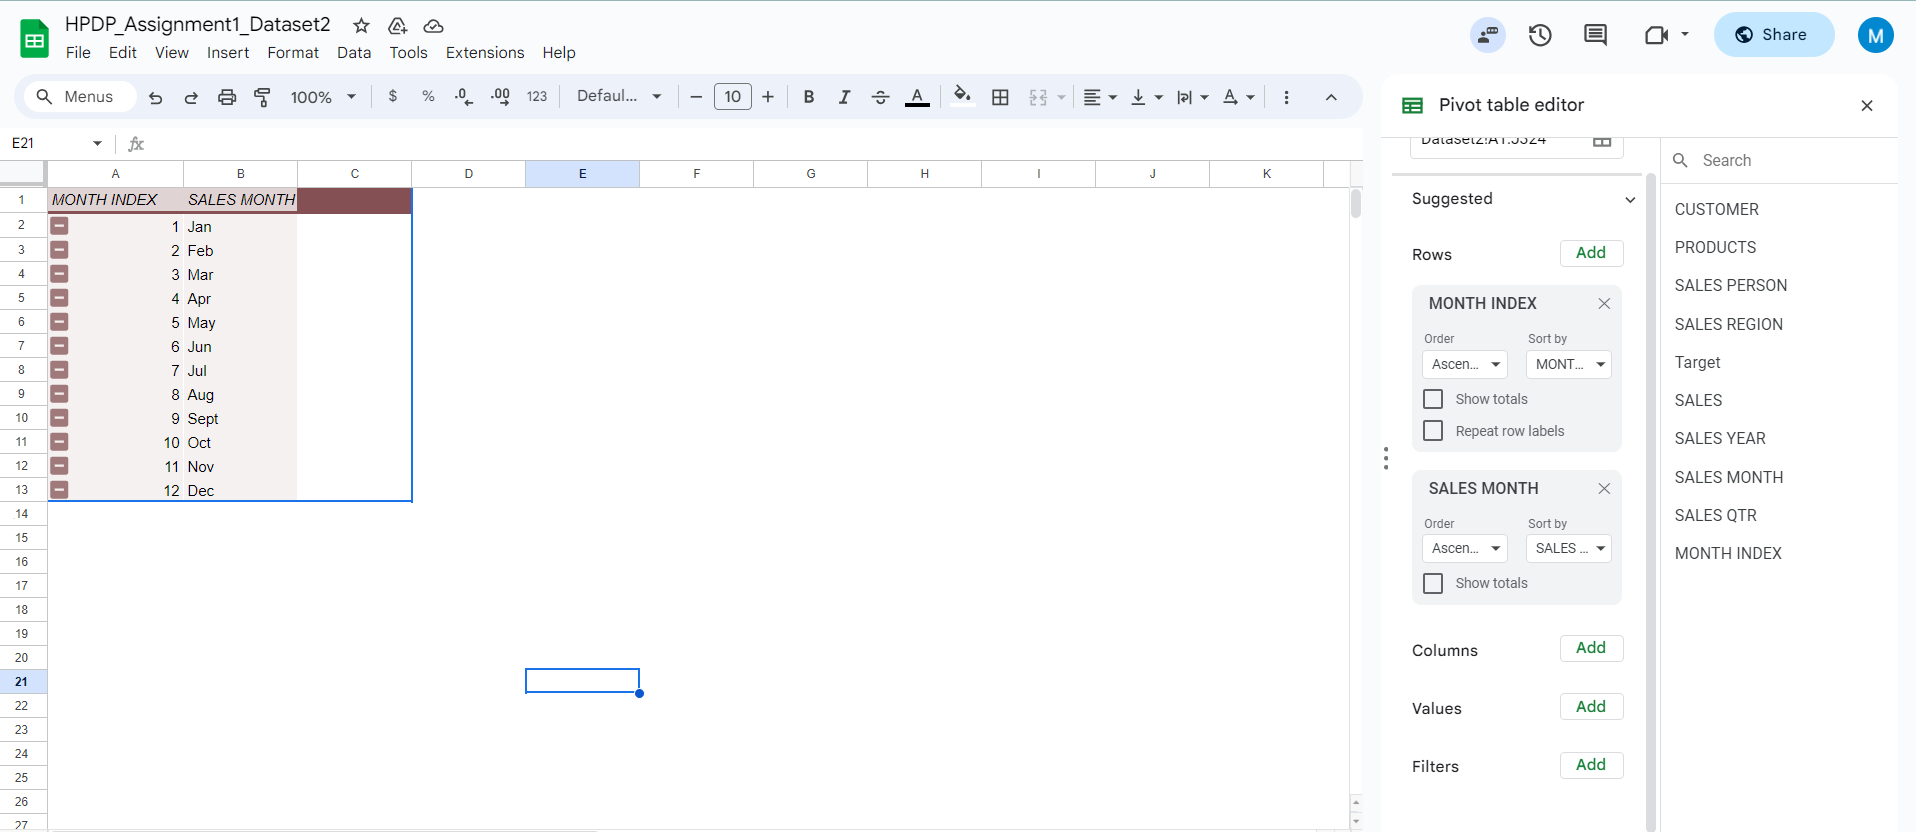 HPDP_Assignment1_Dataset2
File Edit View Insert Format Data Tools Extensions Help
Share
M
Menus
100%
$ % .0 .00 123
Defaul...
10
B I S A
E21
fx
A B C D E F G H I J K
1 MONTH INDEX SALES MONTH
2 1 Jan
3 2 Feb
4 3 Mar
5 4 Apr
6 5 May
7 6 Jun
8 7 Jul
9 8 Aug
10 9 Sept
11 10 Oct
12 11 Nov
13 12 Dec
14
15
16
17
18
19
20
21
22
23
24
25
26
27
Pivot table editor
Dataset2!A1:J324
Suggested
Rows Add
MONTH INDEX
Order Sort by
Ascen... MONT...
Show totals
Repeat row labels
SALES MONTH
Order Sort by
Ascen... SALES ...
Show totals
Columns Add
Values Add
Filters Add
Search
CUSTOMER
PRODUCTS
SALES PERSON
SALES REGION
Target
SALES
SALES YEAR
SALES MONTH
SALES QTR
MONTH INDEX